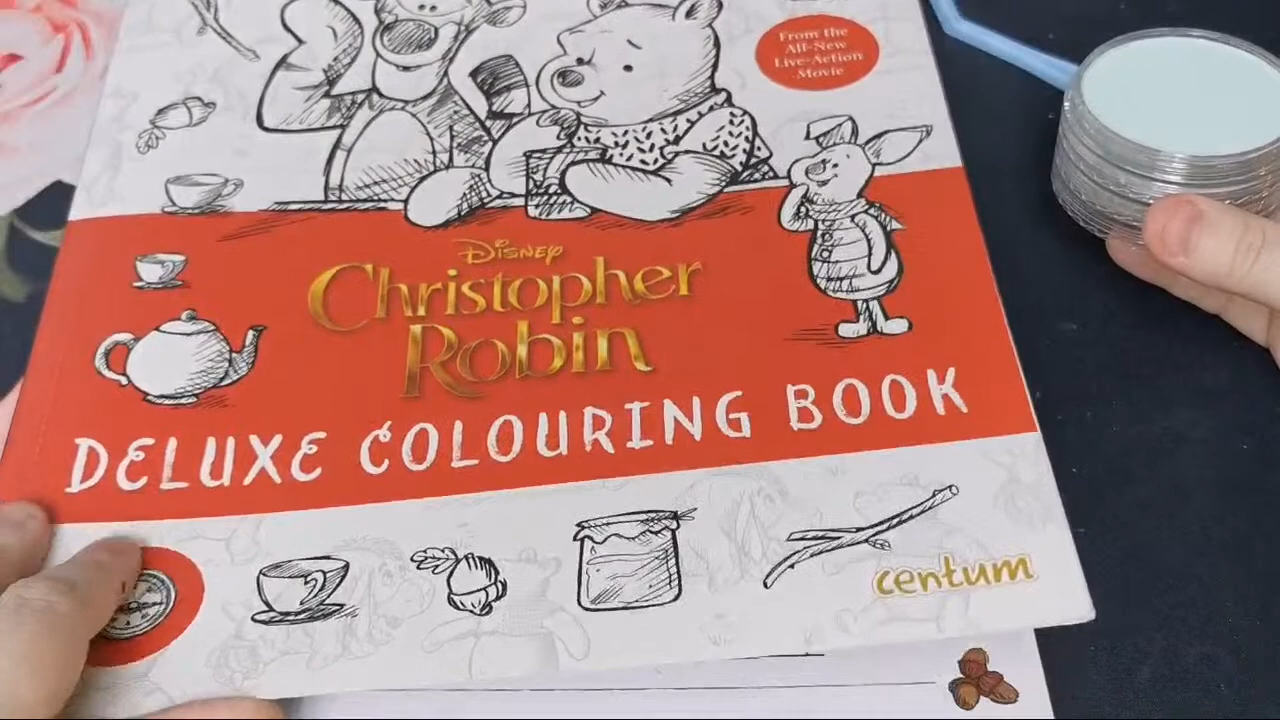 From the
All-New
Live-Action
Movie
Disney
Christopher
Robin
DELUXE COLOURING BOOK
centum